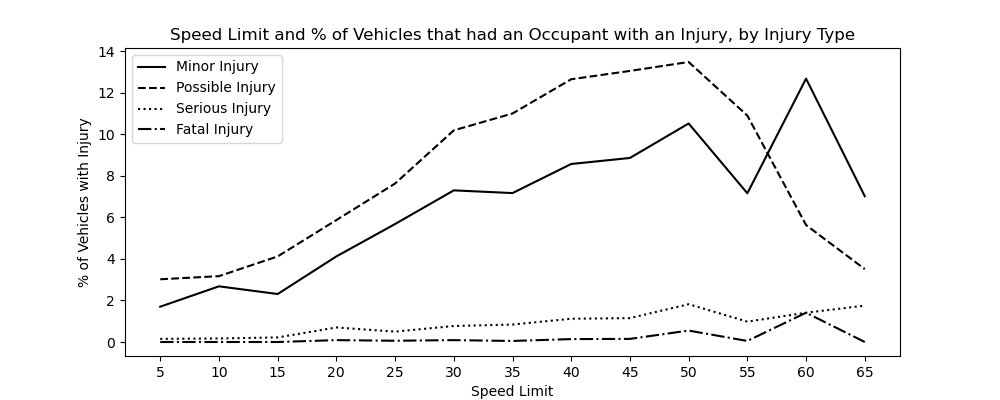 Speed Limit and % of Vehicles that had an Occupant with an Injury, by Injury Type
Minor Injury
Possible Injury
Serious Injury
Fatal Injury
% of Vehicles with Injury
14
12
10
8
6
4
2
0
5 10 15 20 25 30 35 40 45 50 55 60 65
Speed Limit